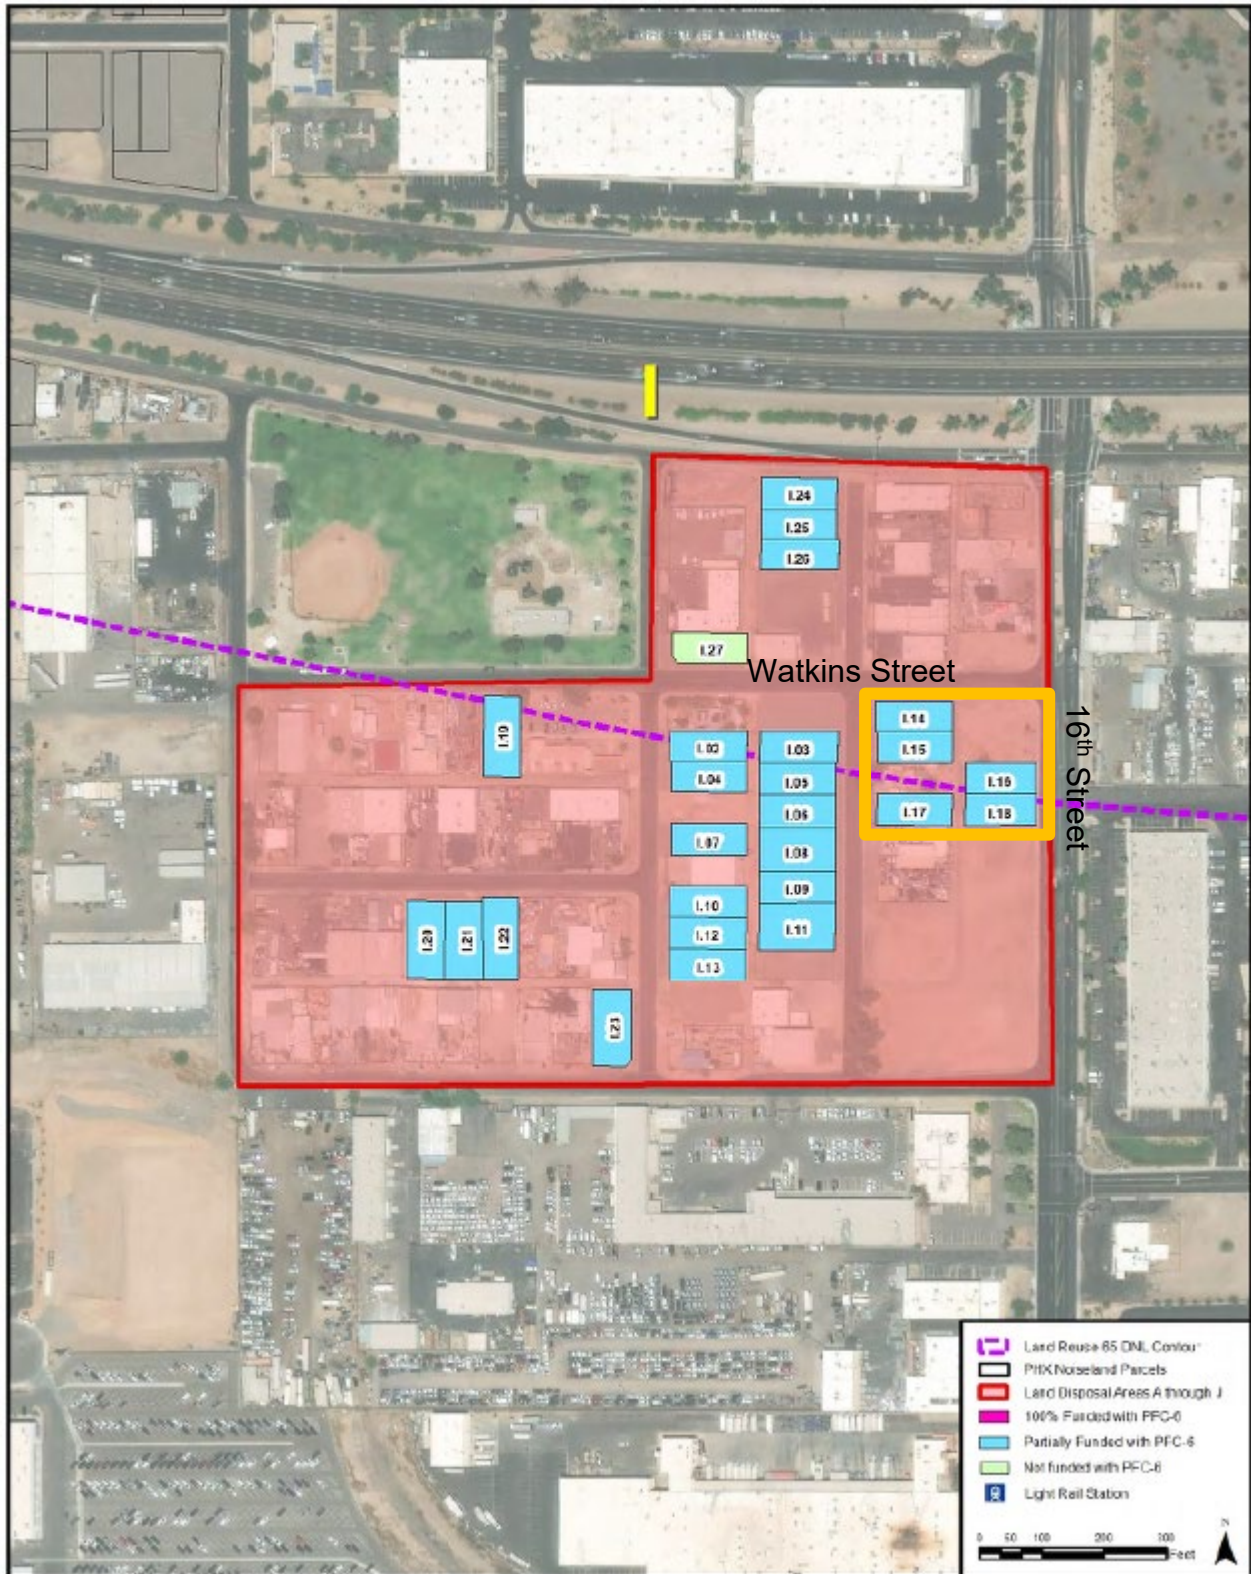 I.24
I.25
I.26
I.27
Watkins Street
16th Street
I.14
I.15
I.16
I.17
I.18
I.19
I.02
I.03
I.04
I.05
I.06
I.07
I.08
I.09
I.10
I.11
I.12
I.13
I.20
I.21
I.22
I.23
Land Reuse 65 DNL Contour
PHX Noiseland Parcels
Land Disposal Areas A through J
100% Funded with PFC-6
Partially Funded with PFC-6
Not funded with PFC-6
Light Rail Station
N
0 50 100 200 300
Feet